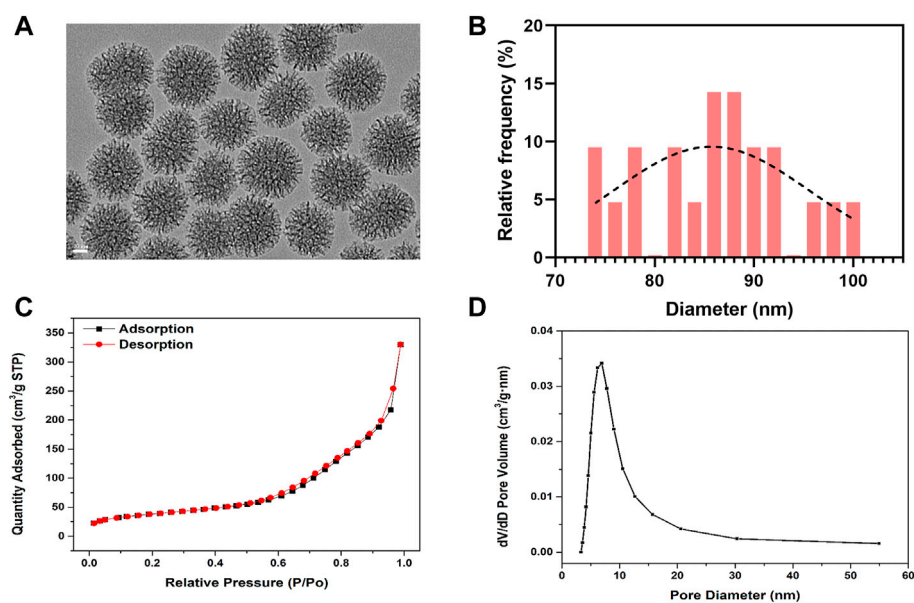 A
B
Relative frequency (%)
20
15
10
5
0
70
80
90
100
Diameter (nm)
C
Adsorption
Desorption
Quantity Adsorbed (cm³/g STP)
350
300
250
200
150
100
50
0
0.0
0.2
0.4
0.6
0.8
1.0
Relative Pressure (P/Po)
D
dV/dD Pore Volume (cm³/g·nm)
0.04
0.03
0.02
0.01
0.00
0
10
20
30
40
50
60
Pore Diameter (nm)